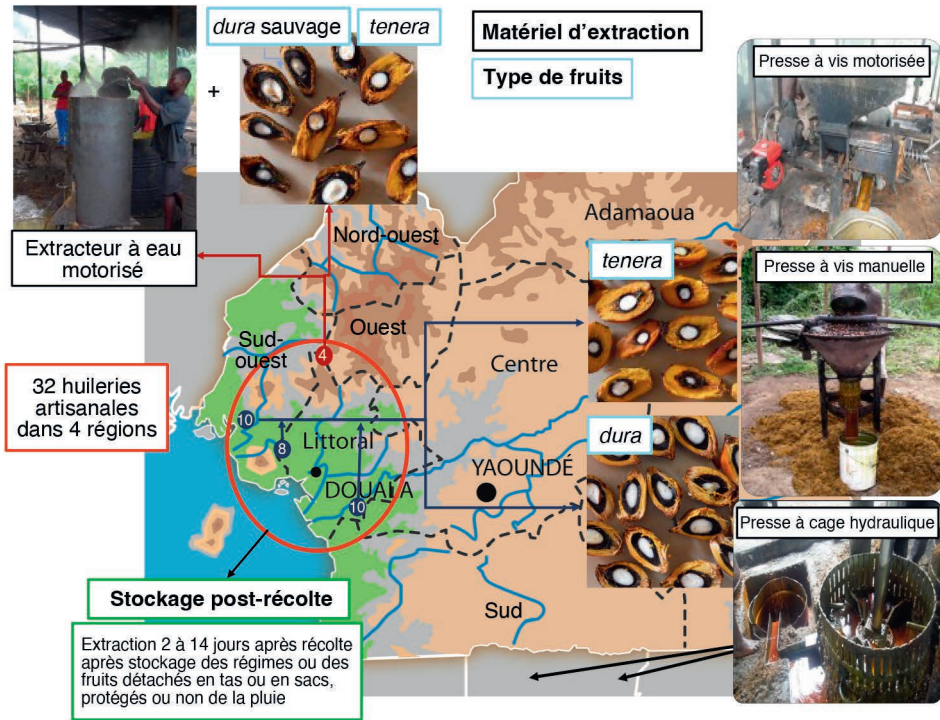 dura sauvage
tenera
Matériel d'extraction
Type de fruits
Presse à vis motorisée
+
Adamaoua
Nord-ouest
Extracteur à eau
motorisé
tenera
Presse à vis manuelle
Ouest
Sud-
ouest
4
Centre
32 huileries
artisanales
dans 4 régions
10
Littoral
8
dura
YAOUNDÉ
DOUALA
10
Presse à cage hydraulique
Stockage post-récolte
Sud
Extraction 2 à 14 jours après récolte
après stockage des régimes ou des
fruits détachés en tas ou en sacs,
protégés ou non de la pluie